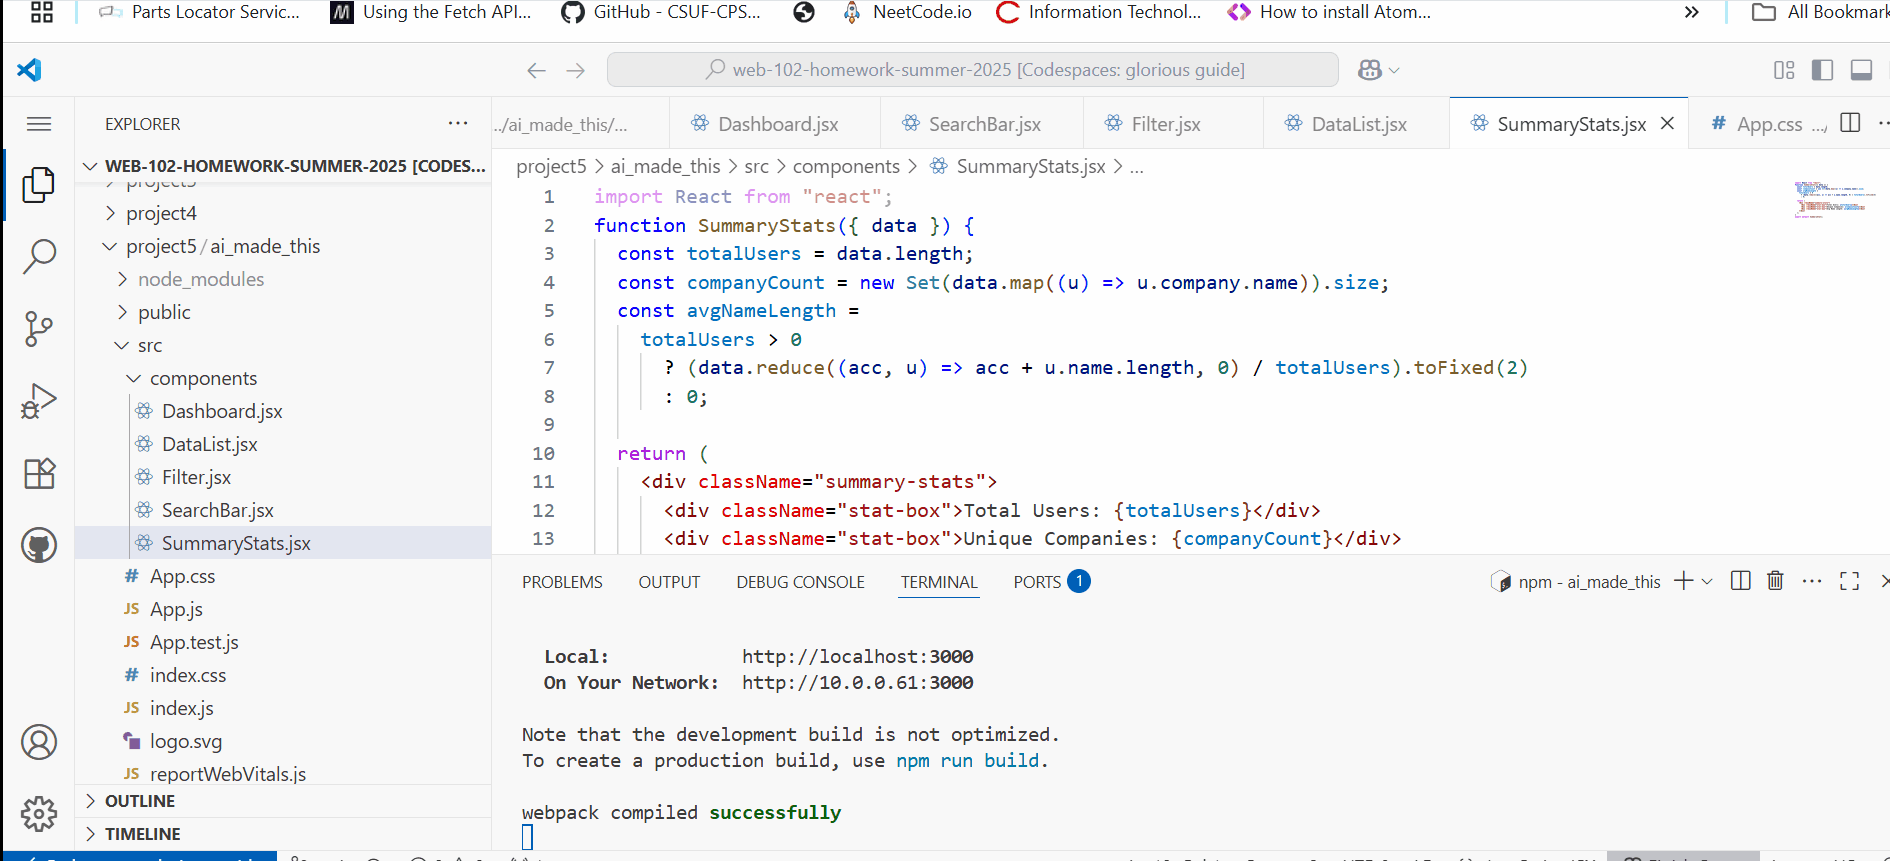 Parts Locator Servic... Using the Fetch API... GitHub - CSUF-CPS... NeetCode.io Information Technol... How to install Atom... » All Bookmark
web-102-homework-summer-2025 [Codespaces: glorious guide]
EXPLORER ···
WEB-102-HOMEWORK-SUMMER-2025 [CODES...
project4
project5/ai_made_this
node_modules
public
src
components
Dashboard.jsx
DataList.jsx
Filter.jsx
SearchBar.jsx
SummaryStats.jsx
# App.css
JS App.js
JS App.test.js
# index.css
JS index.js
logo.svg
JS reportWebVitals.js
OUTLINE
TIMELINE
../ai_made_this/... Dashboard.jsx SearchBar.jsx Filter.jsx DataList.jsx SummaryStats.jsx # App.css .../
project5 > ai_made_this > src > components > SummaryStats.jsx > ...
1 import React from "react";
2 function SummaryStats({ data }) {
3 const totalUsers = data.length;
4 const companyCount = new Set(data.map((u) => u.company.name)).size;
5 const avgNameLength =
6 totalUsers > 0
7 ? (data.reduce((acc, u) => acc + u.name.length, 0) / totalUsers).toFixed(2)
8 : 0;
9
10 return (
11 <div className="summary-stats">
12 <div className="stat-box">Total Users: {totalUsers}</div>
13 <div className="stat-box">Unique Companies: {companyCount}</div>
PROBLEMS OUTPUT DEBUG CONSOLE TERMINAL PORTS 1 npm - ai_made_this
Local: http://localhost:3000
On Your Network: http://10.0.0.61:3000
Note that the development build is not optimized.
To create a production build, use npm run build.
webpack compiled successfully